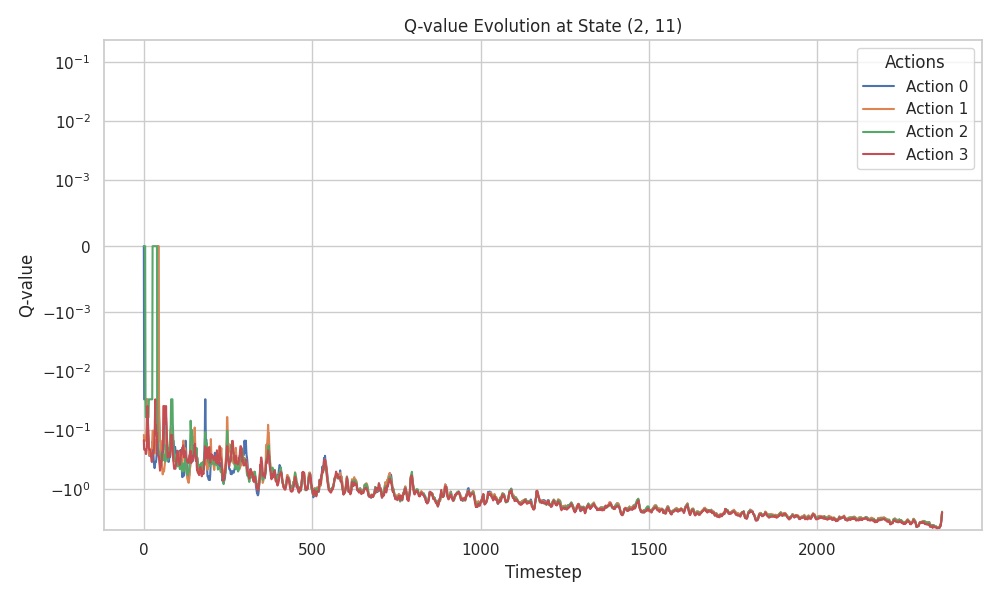 Q-value Evolution at State (2, 11)
Actions
Action 0
Action 1
Action 2
Action 3
Q-value
10⁻¹
10⁻²
10⁻³
0
−10⁻³
−10⁻²
−10⁻¹
−10⁰
0
500
1000
1500
2000
Timestep